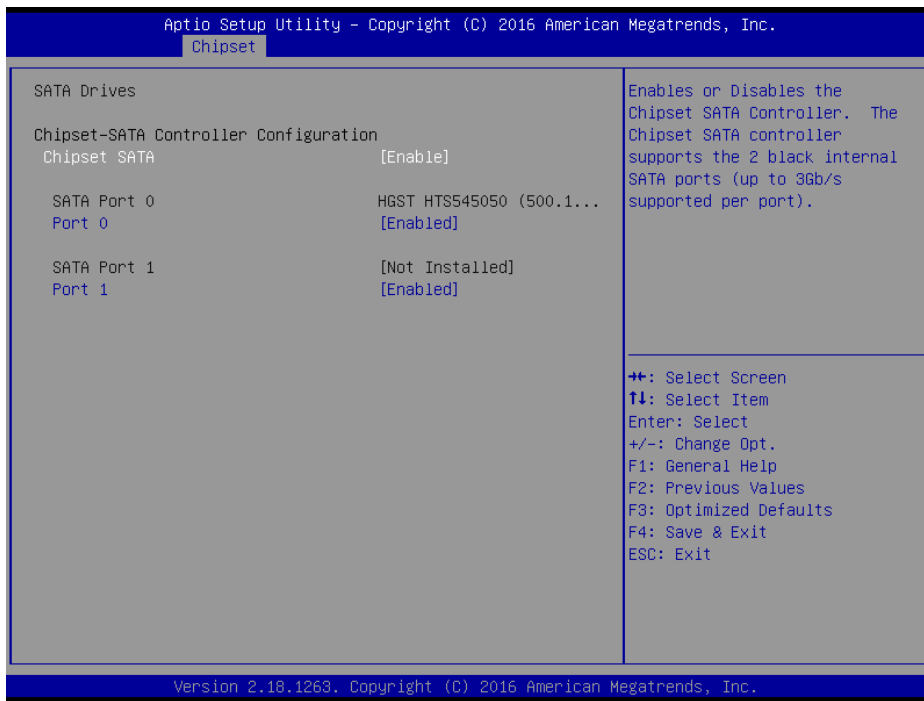 Aptio Setup Utility – Copyright (C) 2016 American Megatrends, Inc.
Chipset
SATA Drives
Chipset-SATA Controller Configuration
Chipset SATA [Enable]
SATA Port 0 HGST HTS545050 (500.1...
Port 0 [Enabled]
SATA Port 1 [Not Installed]
Port 1 [Enabled]
Enables or Disables the
Chipset SATA Controller. The
Chipset SATA controller
supports the 2 black internal
SATA ports (up to 3Gb/s
supported per port).
→←: Select Screen
↑↓: Select Item
Enter: Select
+/-: Change Opt.
F1: General Help
F2: Previous Values
F3: Optimized Defaults
F4: Save & Exit
ESC: Exit
Version 2.18.1263. Copyright (C) 2016 American Megatrends, Inc.